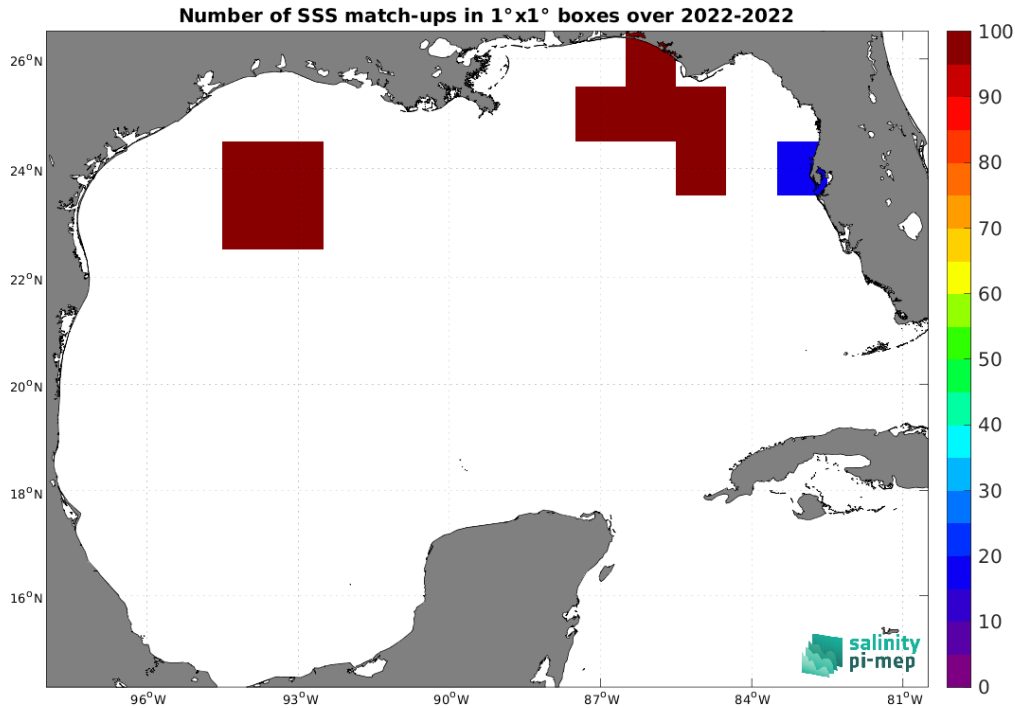 Number of SSS match-ups in 1°x1° boxes over 2022-2022
26°N
24°N
22°N
20°N
18°N
16°N
96°W
93°W
90°W
87°W
84°W
81°W
100
90
80
70
60
50
40
30
20
10
0
salinity
pi-mep